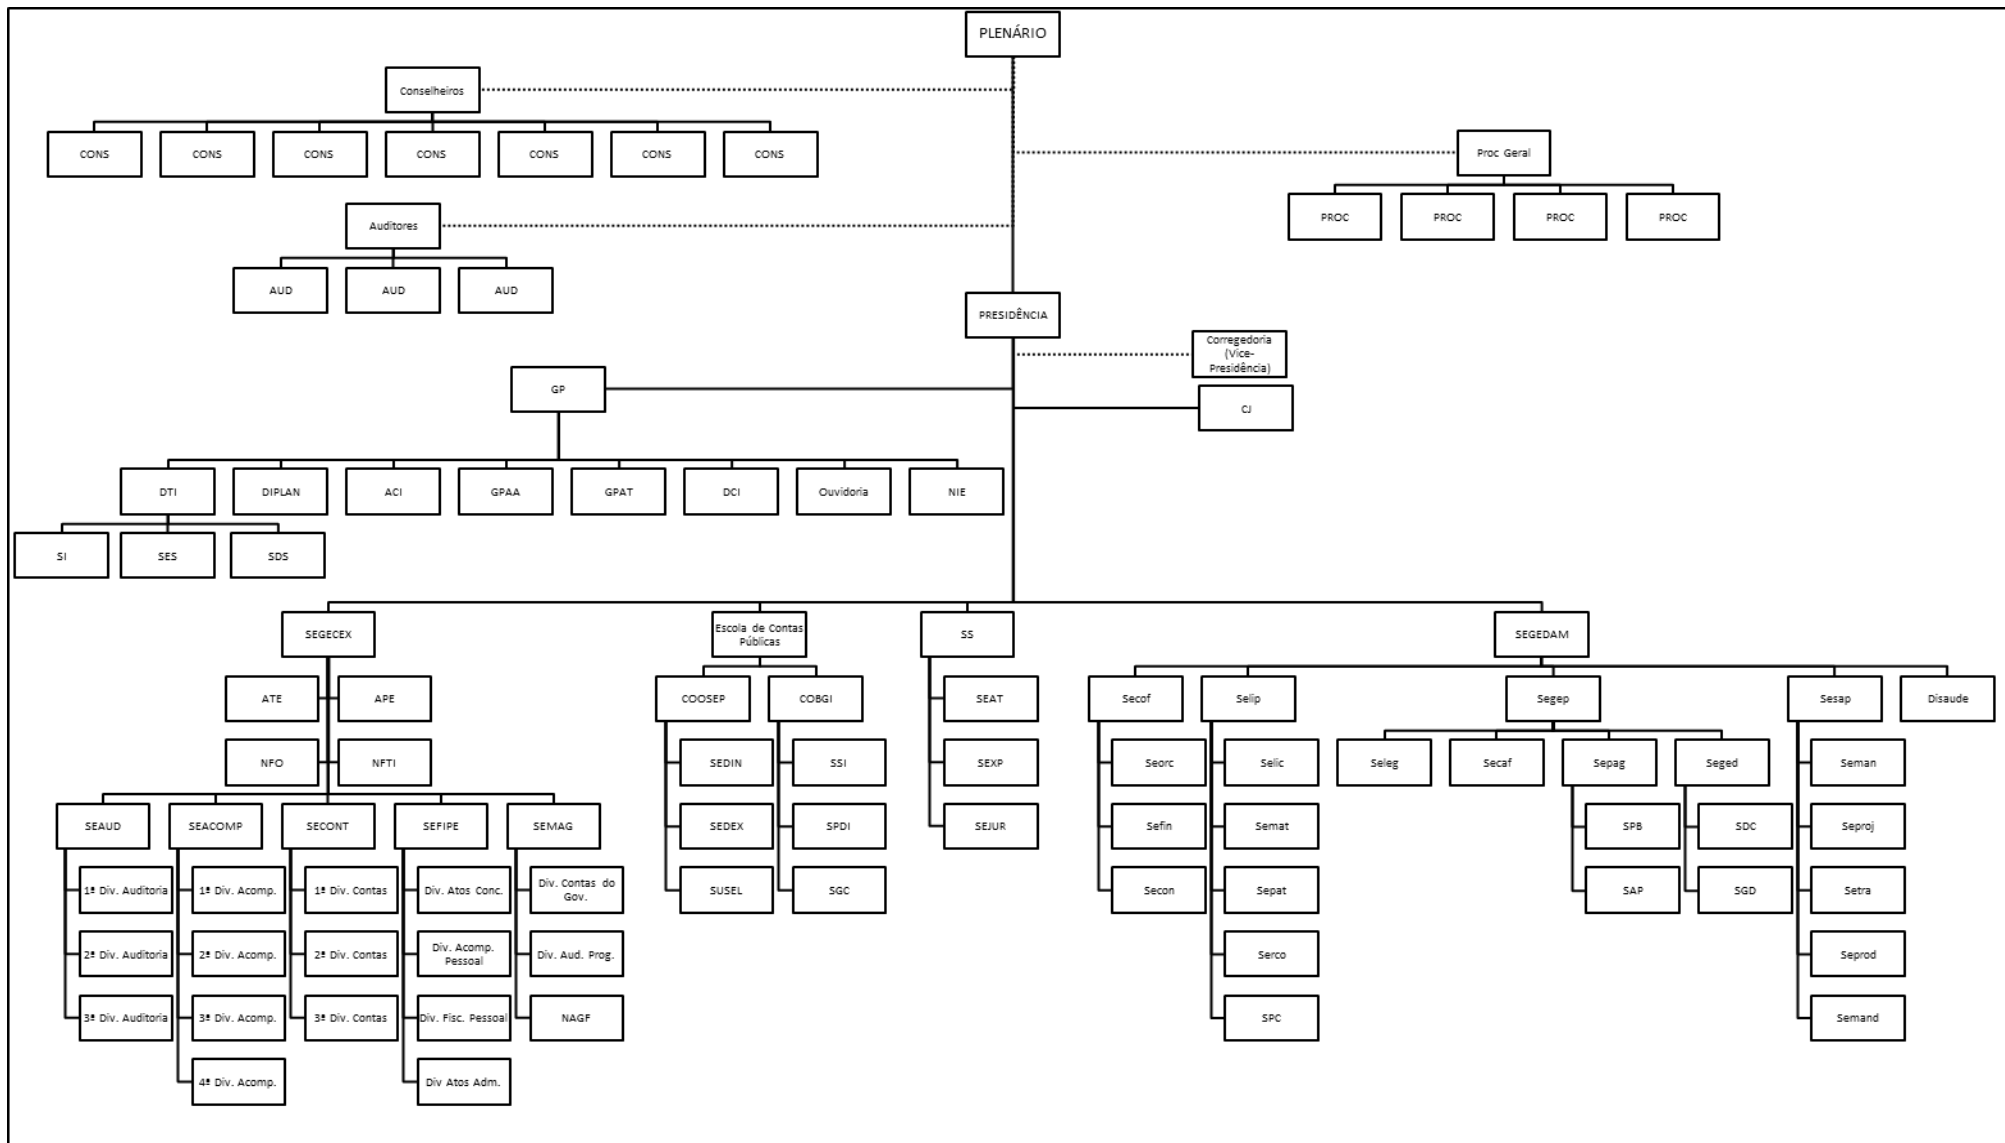 PLENÁRIO
Conselheiros
CONS
CONS
CONS
CONS
CONS
CONS
CONS
Proc Geral
PROC
PROC
PROC
PROC
Auditores
AUD
AUD
AUD
PRESIDÊNCIA
Corregedoria
(Vice-
Presidência)
GP
CJ
DTI
DIPLAN
ACI
GPAA
GPAT
DCI
Ouvidoria
NIE
SI
SES
SDS
SEGECEX
Escola de Contas
Públicas
SS
SEGEDAM
ATE
APE
NFO
NFTI
COOSEP
COBGI
SEAT
Secof
Selip
Segep
Sesap
Disaude
SEDIN
SSI
SEXP
Seorc
Selic
Seleg
Secaf
Sepag
Seged
Seman
SEAUD
SEACOMP
SECONT
SEFIPE
SEMAG
SEDEX
SPDI
SEJUR
Sefin
Semat
SPB
SDC
Seproj
1ª Div. Auditoria
1ª Div. Acomp.
1ª Div. Contas
Div. Atos Conc.
Div. Contas do
Gov.
SUSEL
SGC
Secon
Sepat
SAP
SGD
Setra
2ª Div. Auditoria
2ª Div. Acomp.
2ª Div. Contas
Div. Acomp.
Pessoal
Div. Aud. Prog.
Serco
Seprod
3ª Div. Auditoria
3ª Div. Acomp.
3ª Div. Contas
Div. Fisc. Pessoal
NAGF
SPC
Semand
4ª Div. Acomp.
Div Atos Adm.